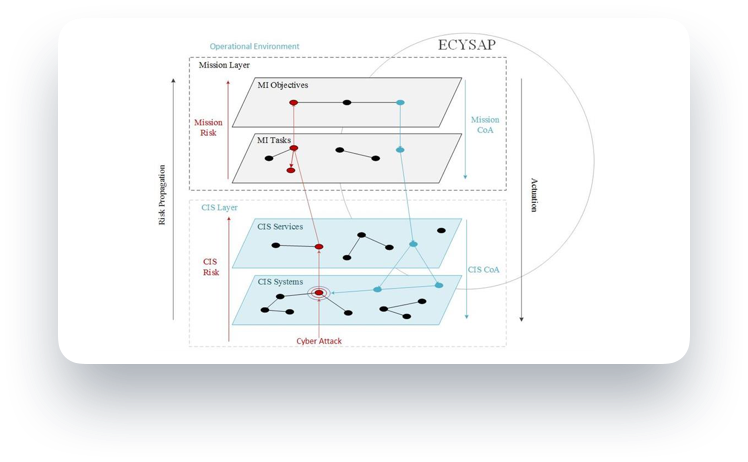 Operational Environment
ECYSAP
Mission Layer
MI Objectives
Mission
Risk
Mission
CoA
MI Tasks
Risk Propagation
Actuation
CIS Layer
CIS Services
CIS
Risk
CIS CoA
CIS Systems
Cyber Attack